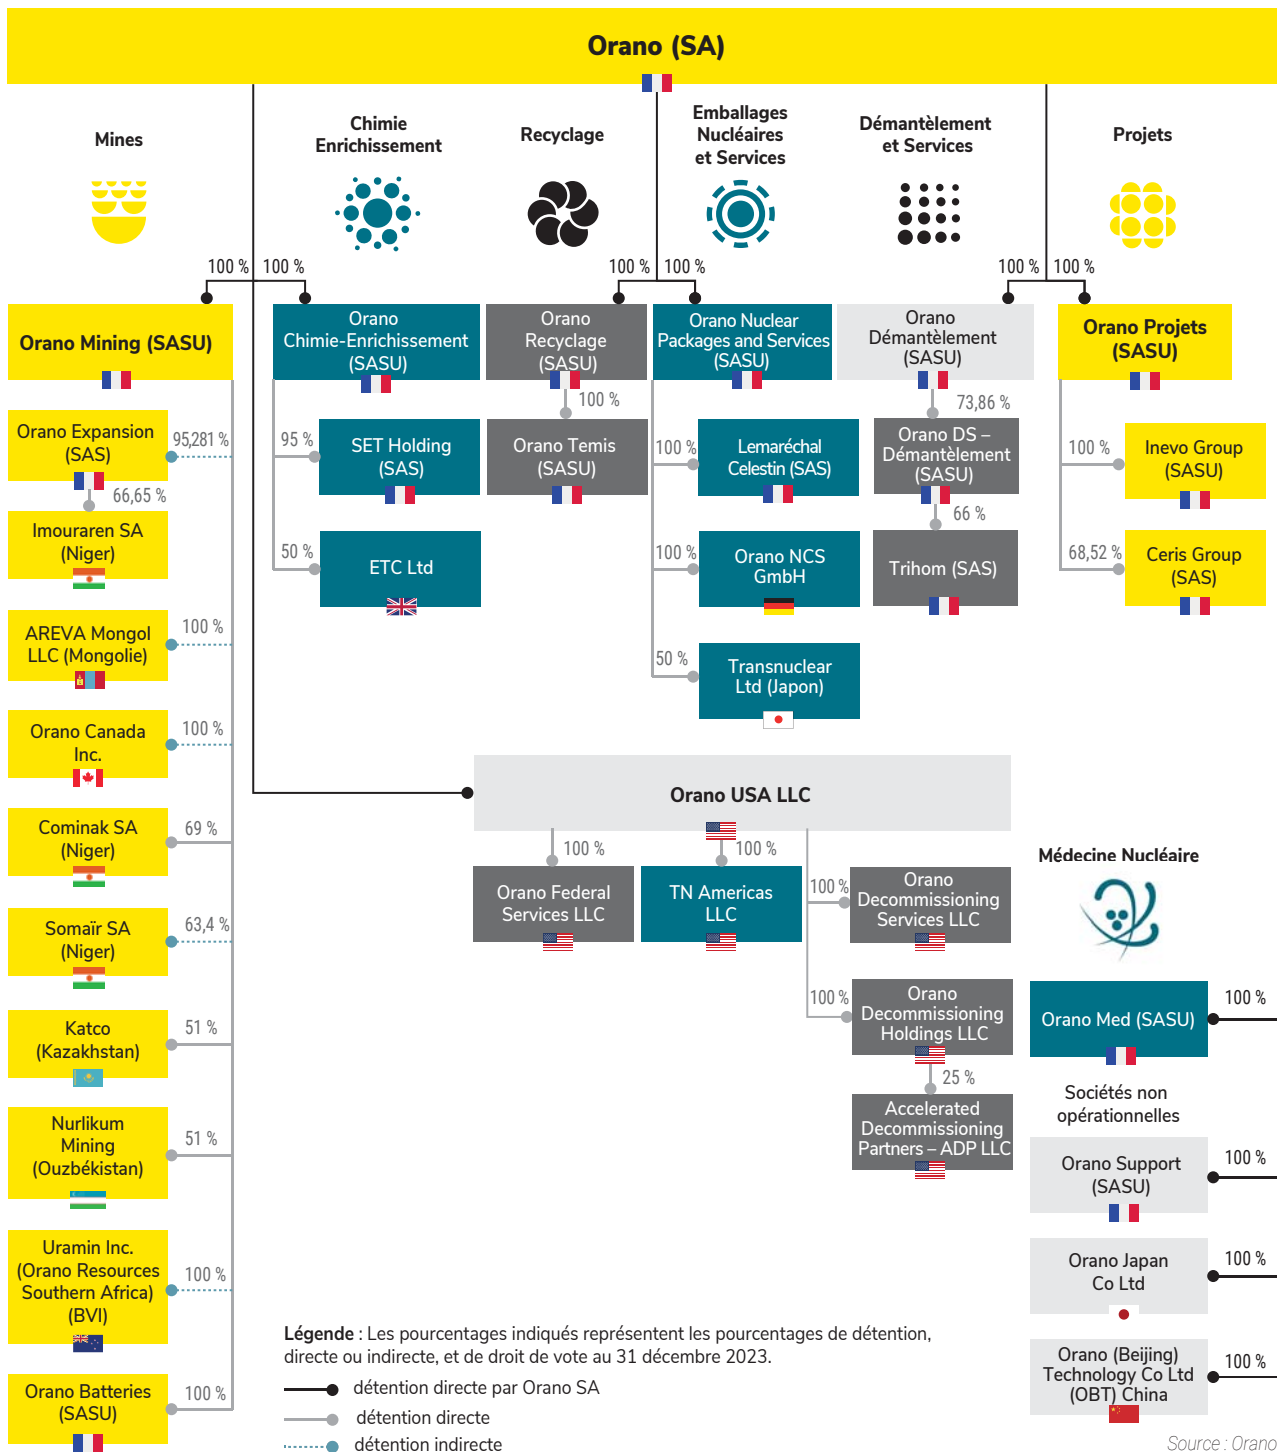 Orano (SA)
Mines
Chimie
Enrichissement
Recyclage
Emballages
Nucléaires
et Services
Démantèlement
et Services
Projets
100 %
100 %
100 %
100 %
100 %
100 %
Orano Mining (SASU)
Orano
Chimie-Enrichissement
(SASU)
Orano
Recyclage
(SASU)
Orano Nuclear
Packages and Services
(SASU)
Orano
Démantèlement
(SASU)
Orano Projets
(SASU)
Orano Expansion
(SAS)
95,281 %
66,65 %
Imouraren SA
(Niger)
AREVA Mongol
LLC (Mongolie)
100 %
Orano Canada
Inc.
100 %
Cominak SA
(Niger)
69 %
Somaïr SA
(Niger)
63,4 %
Katco
(Kazakhstan)
51 %
Nurlikum
Mining
(Ouzbékistan)
51 %
Uramin Inc.
(Orano Resources
Southern Africa)
(BVI)
100 %
Orano Batteries
(SASU)
100 %
95 %
SET Holding
(SAS)
50 %
ETC Ltd
100 %
Orano Temis
(SASU)
100 %
Lemaréchal
Celestin (SAS)
100 %
Orano NCS
GmbH
50 %
Transnuclear
Ltd (Japon)
73,86 %
Orano DS –
Démantèlement
(SASU)
66 %
Trihom (SAS)
100 %
Inevo Group
(SASU)
68,52 %
Ceris Group
(SAS)
Orano USA LLC
100 %
Orano Federal
Services LLC
100 %
TN Americas
LLC
100 %
Orano
Decommissioning
Services LLC
100 %
Orano
Decommissioning
Holdings LLC
25 %
Accelerated
Decommissioning
Partners – ADP LLC
Médecine Nucléaire
Orano Med (SASU)
100 %
Sociétés non
opérationnelles
Orano Support
(SASU)
100 %
Orano Japan
Co Ltd
100 %
Orano (Beijing)
Technology Co Ltd
(OBT) China
100 %
Légende : Les pourcentages indiqués représentent les pourcentages de détention,
directe ou indirecte, et de droit de vote au 31 décembre 2023.
détention directe par Orano SA
détention directe
détention indirecte
Source : Orano